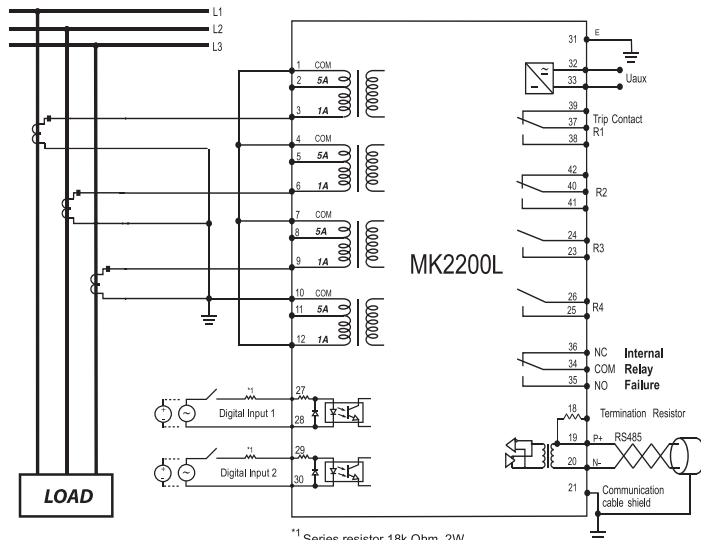 L1
L2
L3
LOAD
1 COM
2 5A
3 1A
4 COM
5 5A
6 1A
7 COM
8 5A
9 1A
10 COM
11 5A
12 1A
*1 27
Digital Input 1
28
*1 29
Digital Input 2
30
MK2200L
31 E
32
33
Uaux
39
37 Trip Contact
R1
38
42
40
R2
41
24
R3
23
26
R4
25
36 NC Internal
34 COM Relay
35 NO Failure
18
Termination Resistor
19 P+ RS485
20 N-
21
Communication
cable shield
*1 Series resistor 18k Ohm, 2W